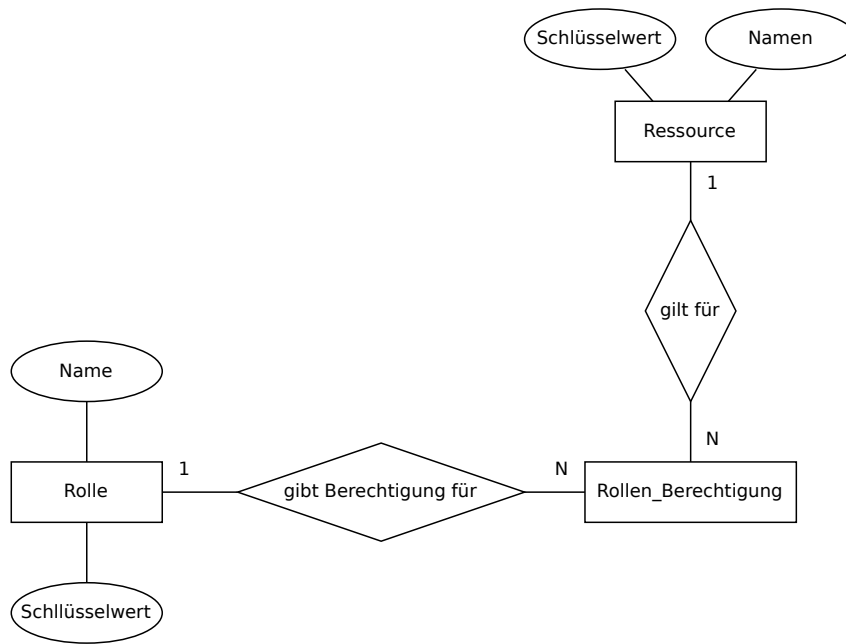 Schlüsselwert
Namen
Ressource
1
gilt für
Name
N
1
N
Rolle
gibt Berechtigung für
Rollen_Berechtigung
Schllüsselwert